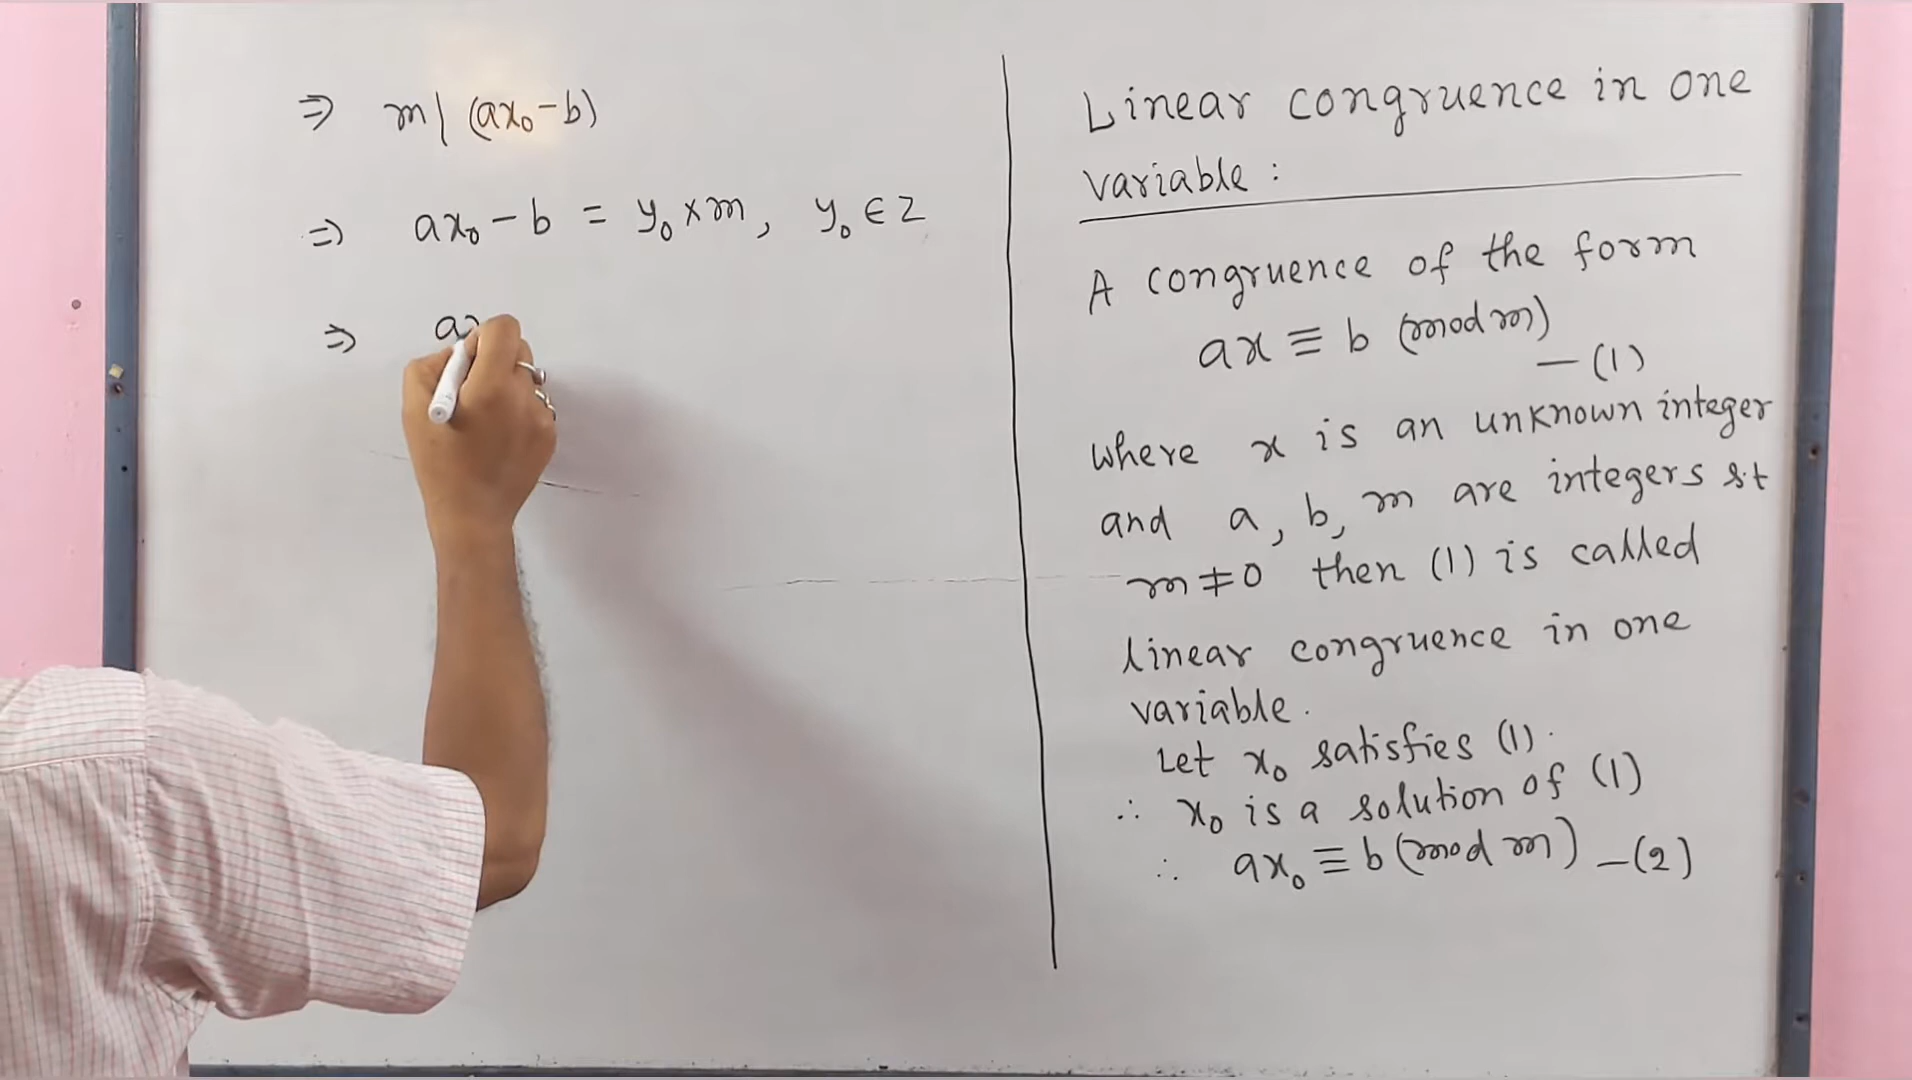 ⇒ m | (ax₀ - b)
⇒ ax₀ - b = y₀ × m, y₀ ∈ Z
⇒ ax
Linear congruence in one
variable :
A congruence of the form
ax ≡ b (mod m)
— (1)
where x is an unknown integer
and a, b, m are integers s.t
m ≠ 0 then (1) is called
linear congruence in one
variable.
Let x₀ satisfies (1).
∴ x₀ is a solution of (1)
∴ ax₀ ≡ b (mod m) — (2)